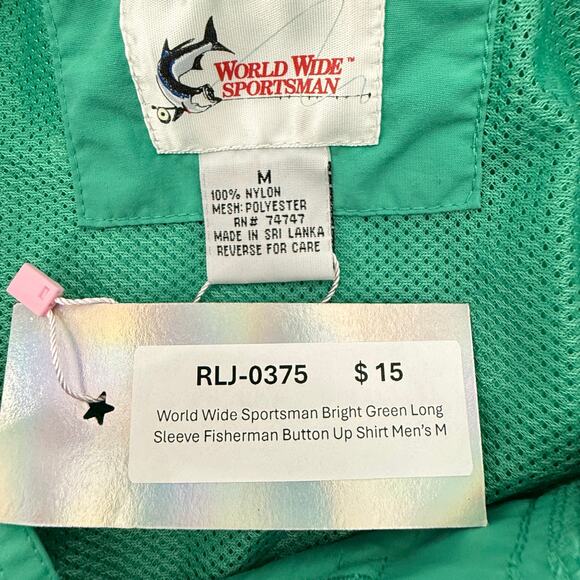 WORLD WIDE™
SPORTSMAN
M
100% NYLON
MESH: POLYESTER
RN# 74747
MADE IN SRI LANKA
REVERSE FOR CARE
RLJ-0375 $ 15
World Wide Sportsman Bright Green Long
Sleeve Fisherman Button Up Shirt Men's M